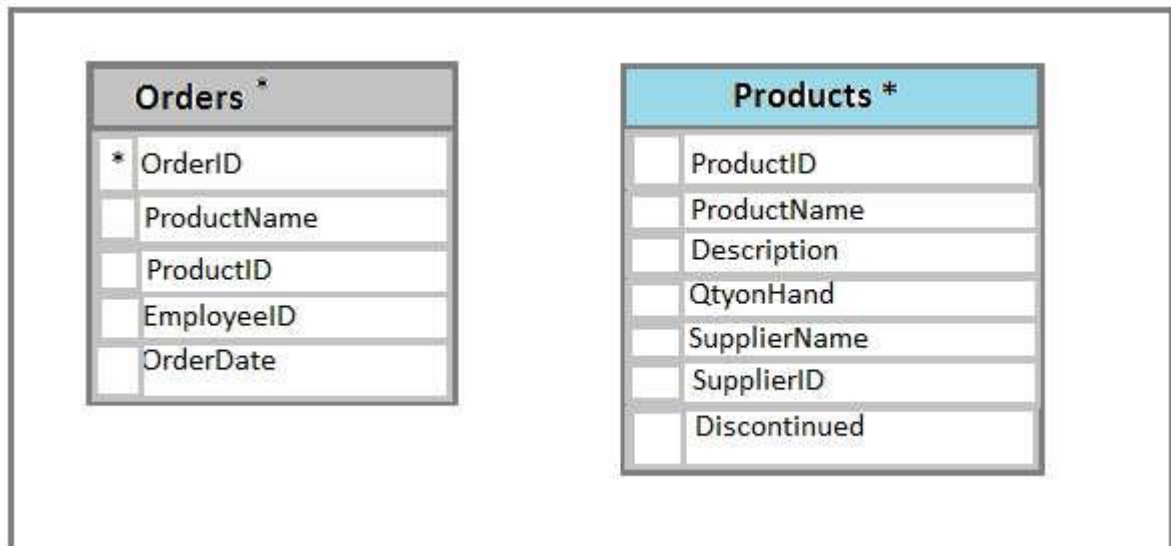 Orders *
* OrderID
ProductName
ProductID
EmployeeID
OrderDate
Products *
ProductID
ProductName
Description
QtyonHand
SupplierName
SupplierID
Discontinued